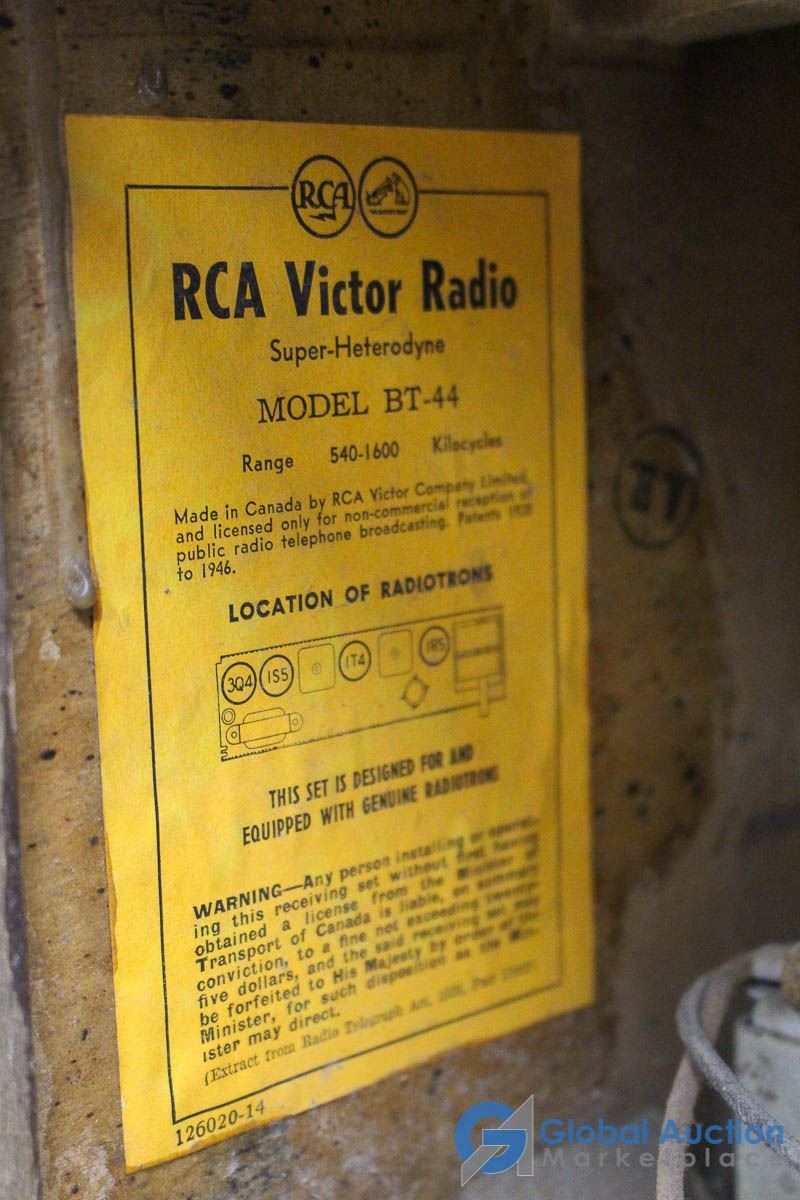 RCA
RCA Victor Radio
Super-Heterodyne
MODEL BT-44
Range 540-1600 Kilocycles
Made in Canada by RCA Victor Company Limited,
and licensed only for non-commercial reception of
public radio telephone broadcasting. Patents
to 1946.
LOCATION OF RADIOTRONS
3Q4 1S5 1T4 1R5
THIS SET IS DESIGNED FOR AND
EQUIPPED WITH GENUINE RADIOTRONS
WARNING—Any person installing or operat-
ing this receiving set without first having
obtained a license from the Minister of
Transport of Canada is liable, on summary
conviction, to a fine not exceeding twenty-
five dollars, and the said receiving set may
be forfeited to His Majesty by order of the
Minister, for such disposition as the Min-
ister may direct.
(Extract from Radio Telegraph Act,
126020-14
Global Auction
Marketplace